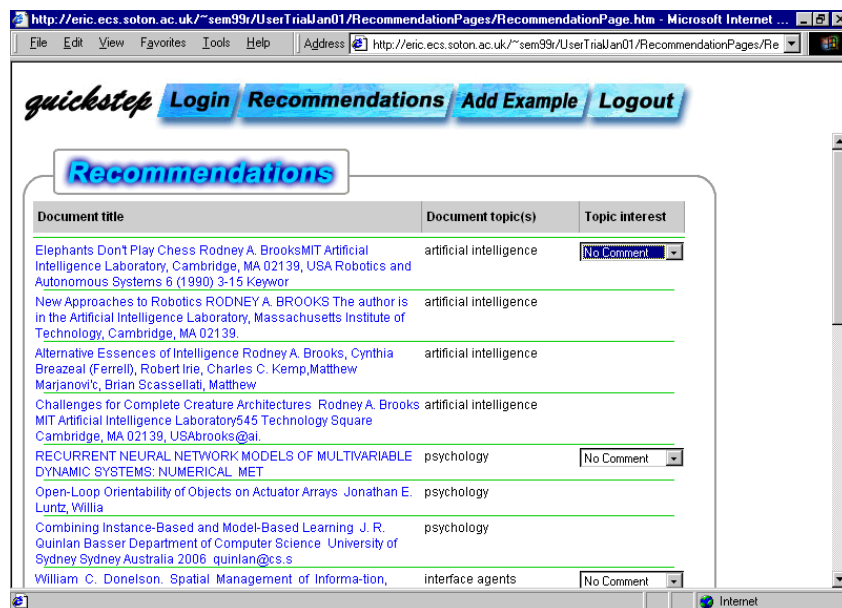 http://eric.ecs.soton.ac.uk/~sem99r/UserTrialJan01/RecommendationPages/RecommendationPage.htm - Microsoft Internet ...
File Edit View Favorites Tools Help Address http://eric.ecs.soton.ac.uk/~sem99r/UserTrialJan01/RecommendationPages/Re
quickstep Login Recommendations Add Example Logout
Recommendations
Document title Document topic(s) Topic interest
Elephants Don't Play Chess Rodney A. BrooksMIT Artificial artificial intelligence No Comment
Intelligence Laboratory, Cambridge, MA 02139, USA Robotics and
Autonomous Systems 6 (1990) 3-15 Keywor
New Approaches to Robotics RODNEY A. BROOKS The author is artificial intelligence
in the Artificial Intelligence Laboratory, Massachusetts Institute of
Technology, Cambridge, MA 02139.
Alternative Essences of Intelligence Rodney A. Brooks, Cynthia artificial intelligence
Breazeal (Ferrell), Robert Irie, Charles C. Kemp,Matthew
Marjanovi'c, Brian Scassellati, Matthew
Challenges for Complete Creature Architectures Rodney A. Brooks artificial intelligence
MIT Artificial Intelligence Laboratory545 Technology Square
Cambridge, MA 02139, USAbrooks@ai.
RECURRENT NEURAL NETWORK MODELS OF MULTIVARIABLE psychology No Comment
DYNAMIC SYSTEMS: NUMERICAL MET
Open-Loop Orientability of Objects on Actuator Arrays Jonathan E. psychology
Luntz, Willia
Combining Instance-Based and Model-Based Learning J. R. psychology
Quinlan Basser Department of Computer Science University of
Sydney Sydney Australia 2006 quinlan@cs.s
William C. Donelson. Spatial Management of Informa-tion, interface agents No Comment
Internet